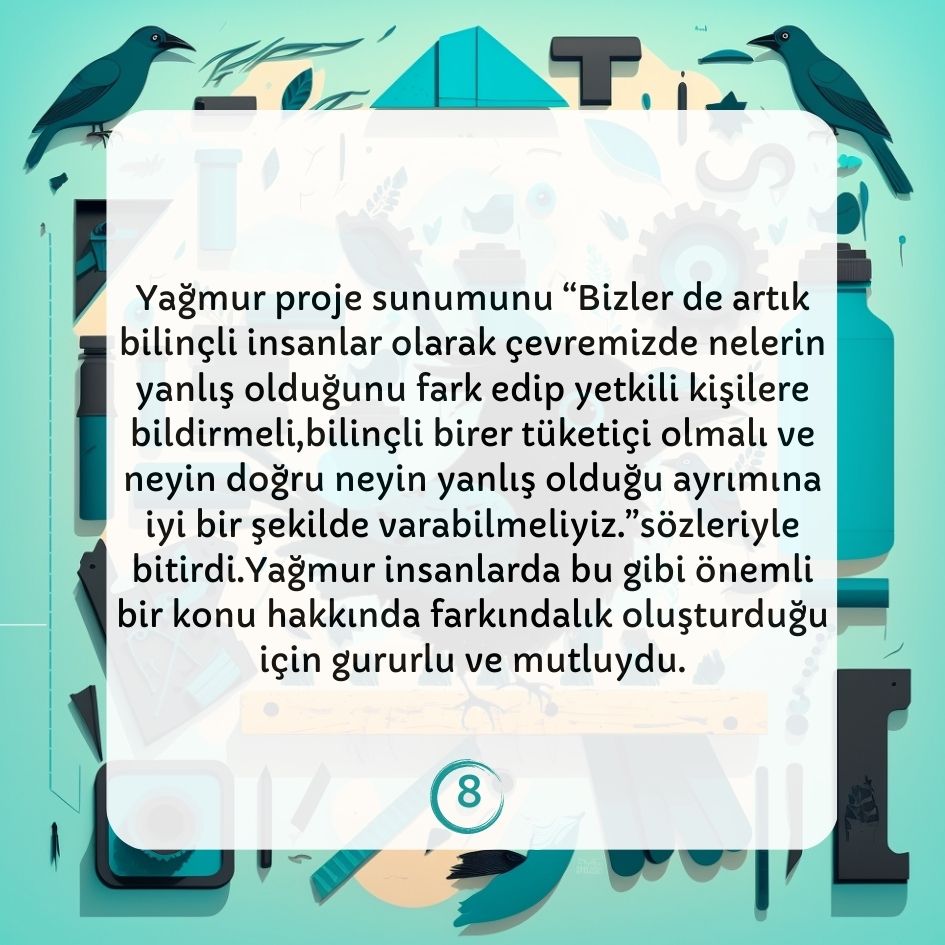 Yağmur proje sunumunu “Bizler de artık
bilinçli insanlar olarak çevremizde nelerin
yanlış olduğunu fark edip yetkili kişilere
bildirmeli,bilinçli birer tüketiçi olmalı ve
neyin doğru neyin yanlış olduğu ayrımına
iyi bir şekilde varabilmeliyiz.”sözleriyle
bitirdi.Yağmur insanlarda bu gibi önemli
bir konu hakkında farkındalık oluşturduğu
için gururlu ve mutluydu.
8